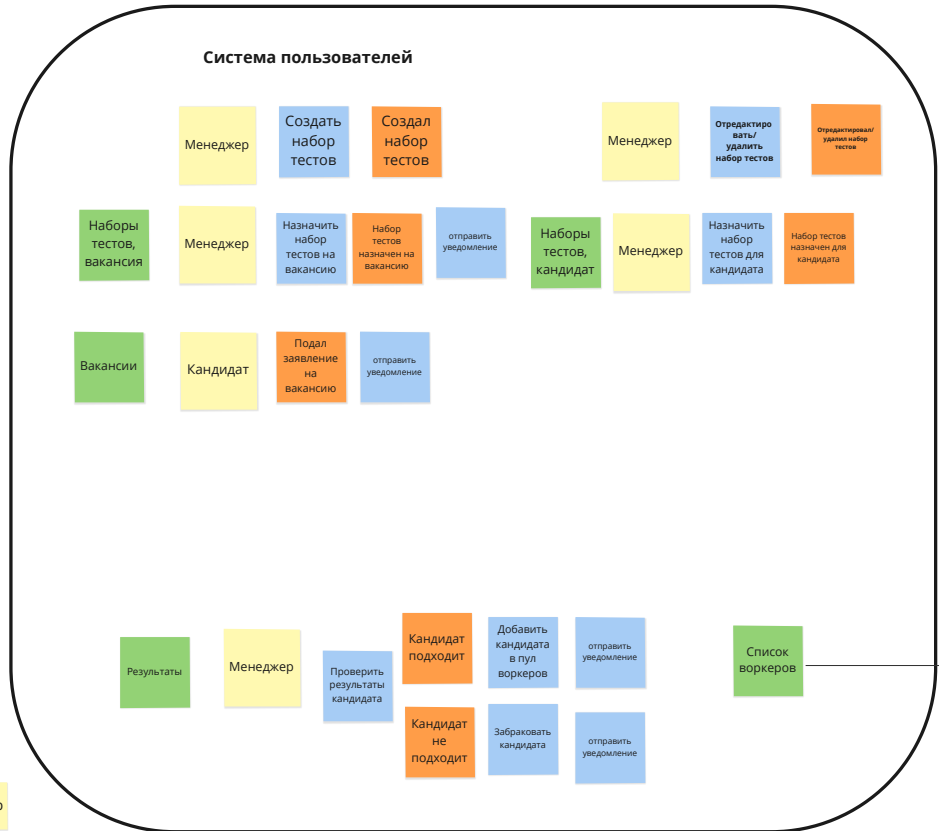 Система пользователей
Менеджер
Создать
набор
тестов
Создал
набор
тестов
Менеджер
Отредактиро
вать/
удалить
набор тестов
Отредактировал/
удалил набор
тестов
Наборы
тестов,
вакансия
Менеджер
Назначить
набор
тестов на
вакансию
Набор
тестов
назначен на
вакансию
отправить
уведомление
Наборы
тестов,
кандидат
Менеджер
Назначить
набор
тестов для
кандидата
Набор тестов
назначен для
кандидата
Вакансии
Кандидат
Подал
заявление
на
вакансию
отправить
уведомление
Результаты
Менеджер
Проверить
результаты
кандидата
Кандидат
подходит
Добавить
кандидата
в пул
воркеров
отправить
уведомление
Список
воркеров
Кандидат
не
подходит
Забраковать
кандидата
отправить
уведомление